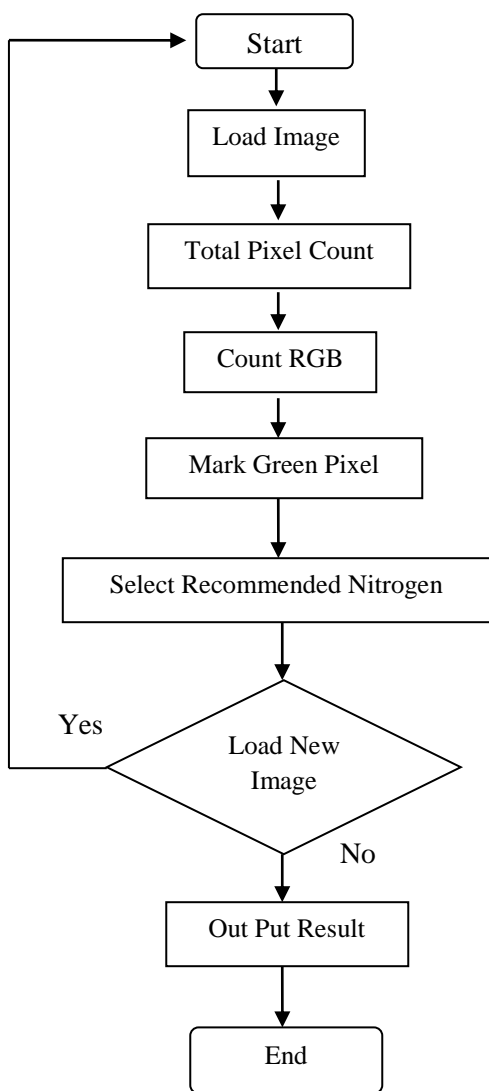 Start
Load Image
Total Pixel Count
Count RGB
Mark Green Pixel
Select Recommended Nitrogen
Yes
Load New
Image
No
Out Put Result
End